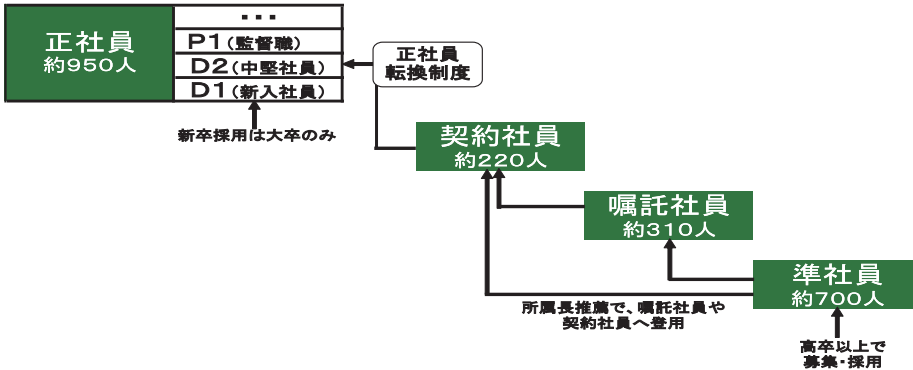 正社員
約950人
・・・
P1(監督職)
D2(中堅社員)
D1(新入社員)
新卒採用は大卒のみ
正社員
転換制度
契約社員
約220人
嘱託社員
約310人
準社員
約700人
所属長推薦で、嘱託社員や
契約社員へ登用
高卒以上で
募集・採用